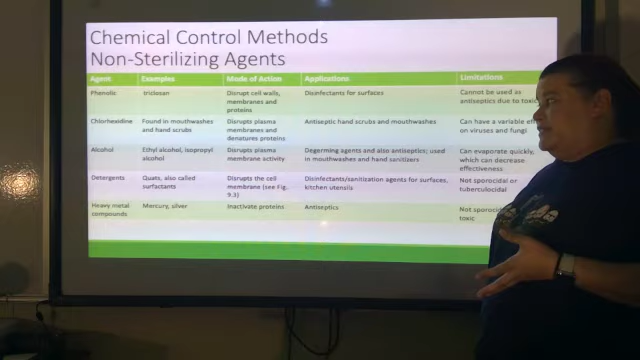 Chemical Control Methods
Non-Sterilizing Agents
Agent Examples Mode of Action Applications Limitations
Phenolic triclosan Disrupt cell walls, membranes and proteins Disinfectants for surfaces Cannot be used as antiseptics due to
Chlorhexidine Found in mouthwashes and hand scrubs Disrupts plasma membranes and denatures proteins Antiseptic hand scrubs and mouthwashes Can have a variable on viruses and fungi
Alcohol Ethyl alcohol, isopropyl alcohol Disrupts plasma membrane activity Degerming agents and also antiseptics; used in mouthwashes and hand sanitizers Can evaporate quickly, which can decrease effectiveness
Detergents Quats, also called surfactants Disrupts the cell membrane (see Fig. 9.3) Disinfectants/sanitisation agents for surfaces, kitchen utensils Not sporocidal or tuberculocidal
Heavy metal compounds Mercury, silver Inactivate proteins Antiseptics Not toxic